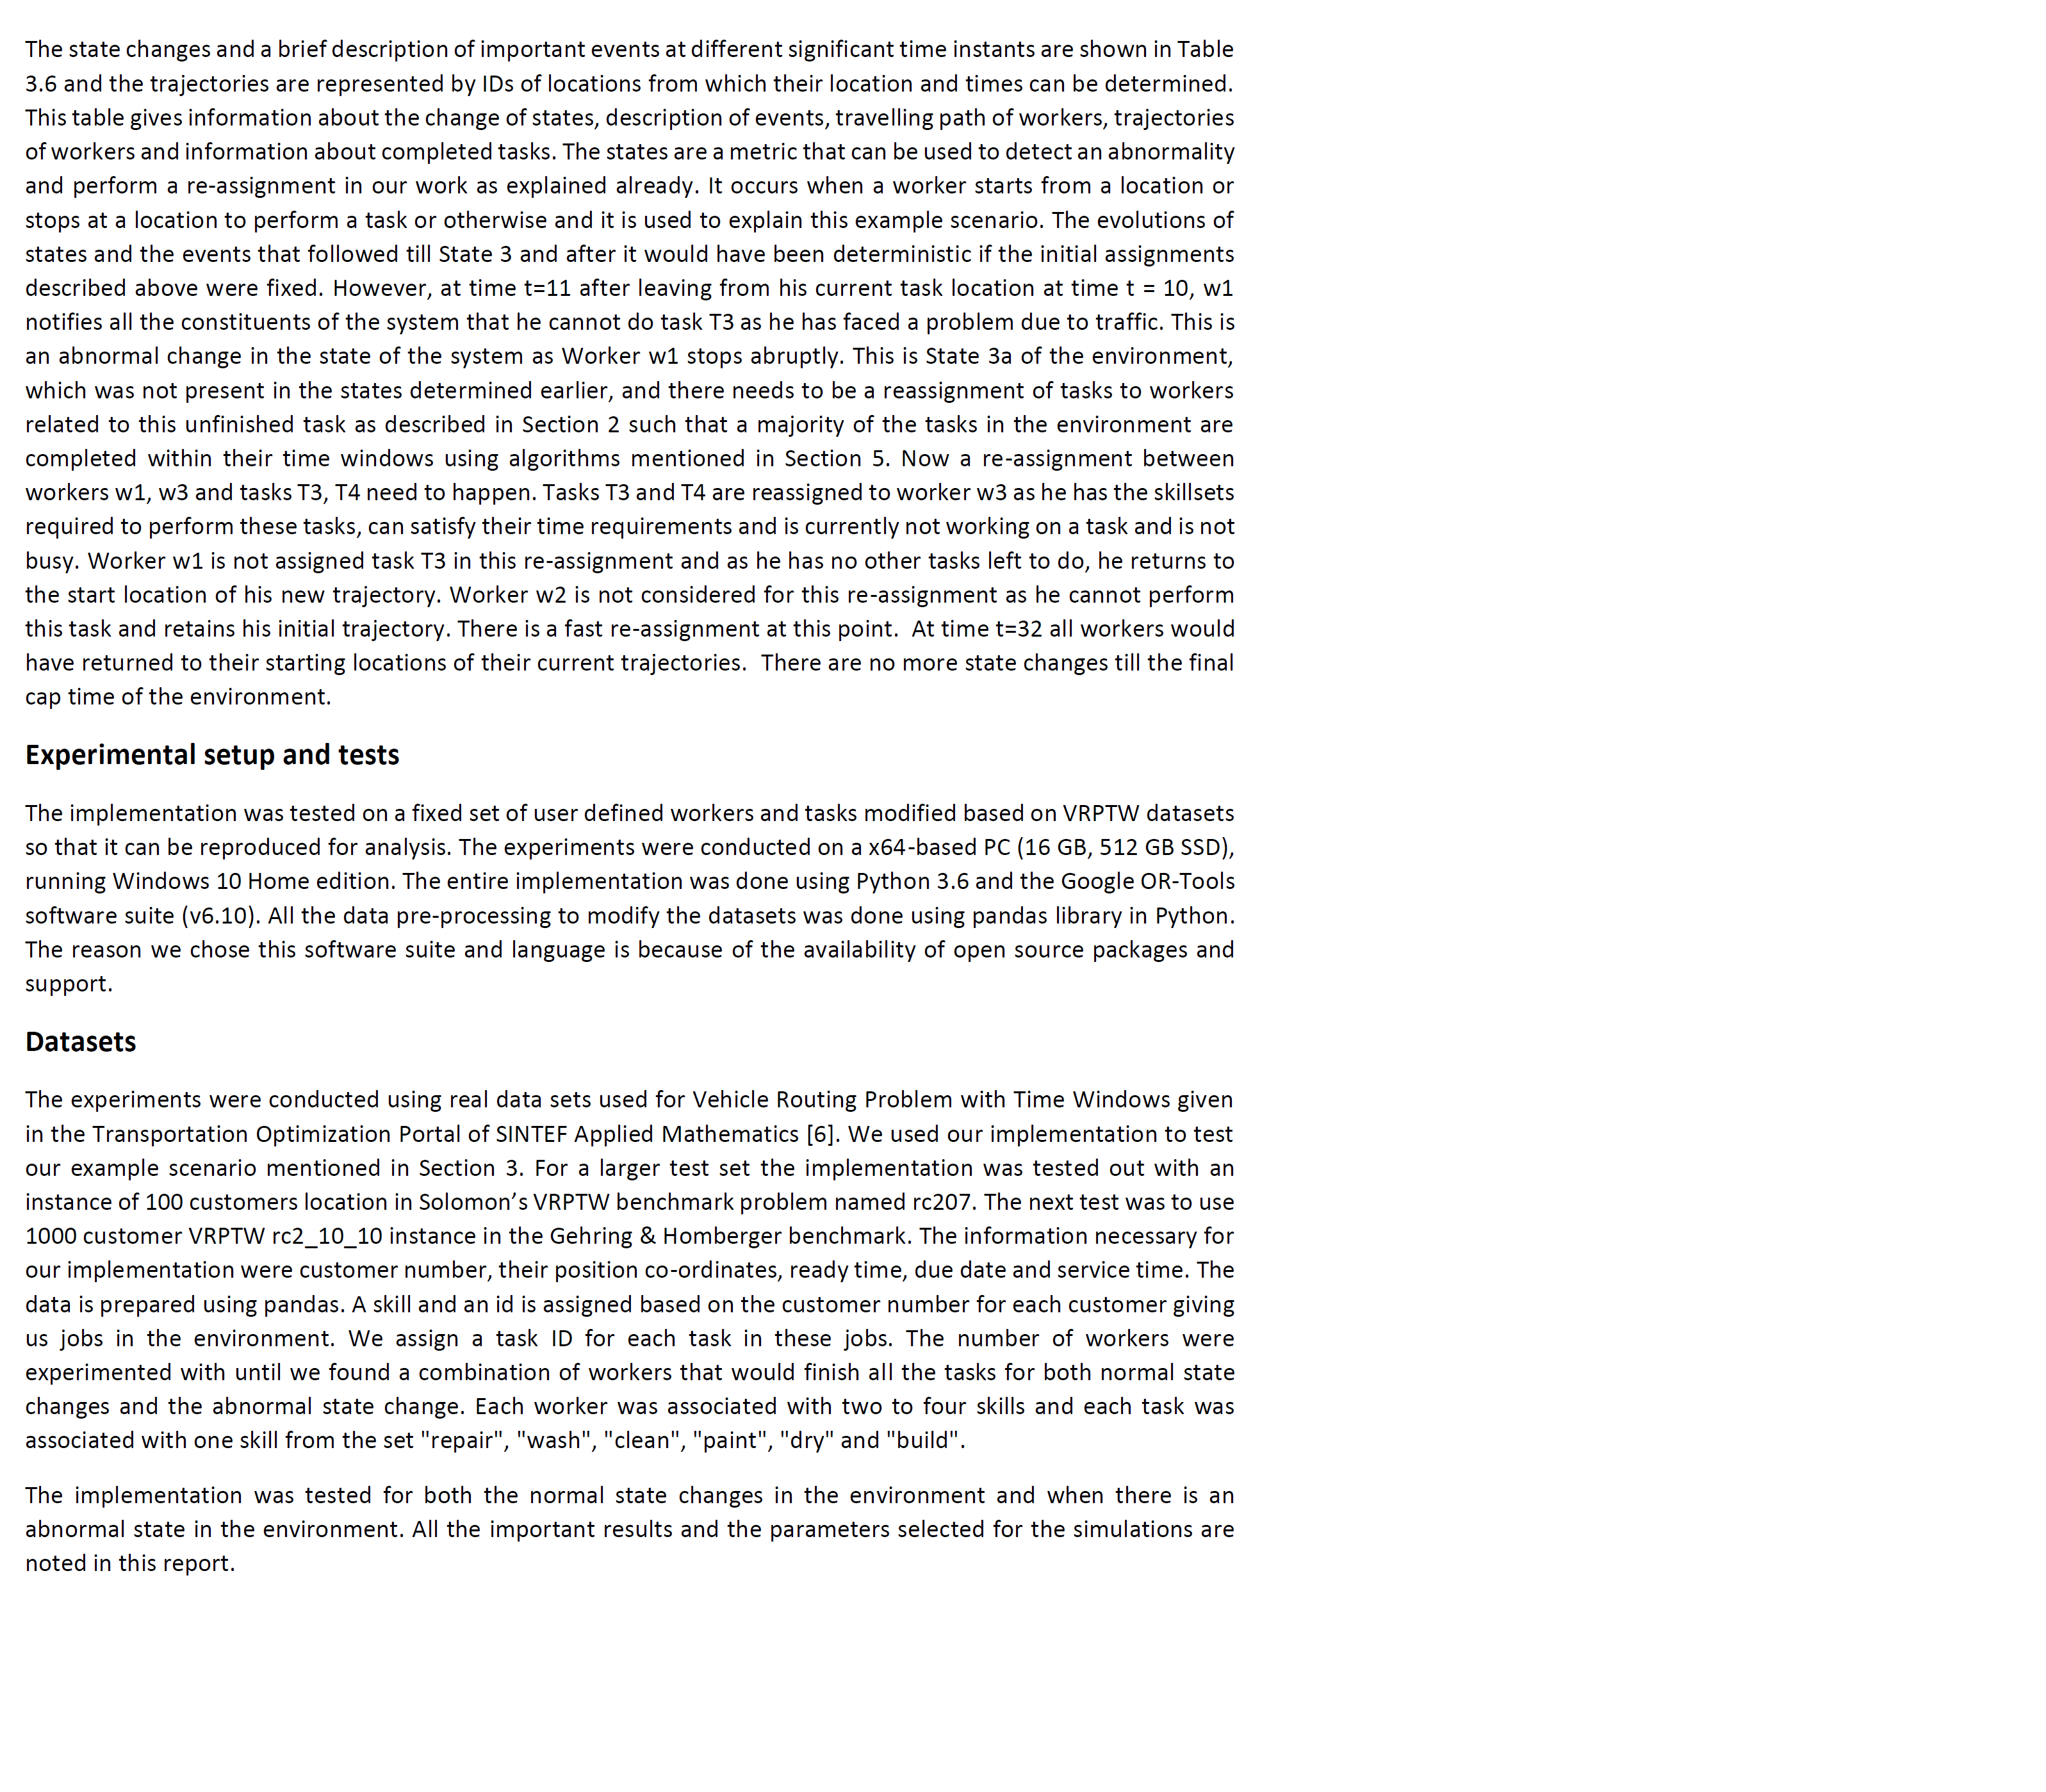 The state changes and a brief description of important events at different significant time instants are shown in Table
3.6 and the trajectories are represented by IDs of locations from which their location and times can be determined.
This table gives information about the change of states, description of events, travelling path of workers, trajectories
of workers and information about completed tasks. The states are a metric that can be used to detect an abnormality
and perform a re-assignment in our work as explained already. It occurs when a worker starts from a location or
stops at a location to perform a task or otherwise and it is used to explain this example scenario. The evolutions of
states and the events that followed till State 3 and after it would have been deterministic if the initial assignments
described above were fixed. However, at time t=11 after leaving from his current task location at time t = 10, w1
notifies all the constituents of the system that he cannot do task T3 as he has faced a problem due to traffic. This is
an abnormal change in the state of the system as Worker w1 stops abruptly. This is State 3a of the environment,
which was not present in the states determined earlier, and there needs to be a reassignment of tasks to workers
related to this unfinished task as described in Section 2 such that a majority of the tasks in the environment are
completed within their time windows using algorithms mentioned in Section 5. Now a re-assignment between
workers w1, w3 and tasks T3, T4 need to happen. Tasks T3 and T4 are reassigned to worker w3 as he has the skillsets
required to perform these tasks, can satisfy their time requirements and is currently not working on a task and is not
busy. Worker w1 is not assigned task T3 in this re-assignment and as he has no other tasks left to do, he returns to
the start location of his new trajectory. Worker w2 is not considered for this re-assignment as he cannot perform
this task and retains his initial trajectory. There is a fast re-assignment at this point.  At time t=32 all workers would
have returned to their starting locations of their current trajectories.  There are no more state changes till the final
cap time of the environment.
Experimental setup and tests
The implementation was tested on a fixed set of user defined workers and tasks modified based on VRPTW datasets
so that it can be reproduced for analysis. The experiments were conducted on a x64-based PC (16 GB, 512 GB SSD),
running Windows 10 Home edition. The entire implementation was done using Python 3.6 and the Google OR-Tools
software suite (v6.10). All the data pre-processing to modify the datasets was done using pandas library in Python.
The reason we chose this software suite and language is because of the availability of open source packages and
support.
Datasets
The experiments were conducted using real data sets used for Vehicle Routing Problem with Time Windows given
in the Transportation Optimization Portal of SINTEF Applied Mathematics [6]. We used our implementation to test
our example scenario mentioned in Section 3. For a larger test set the implementation was tested out with an
instance of 100 customers location in Solomon’s VRPTW benchmark problem named rc207. The next test was to use
1000 customer VRPTW rc2_10_10 instance in the Gehring & Homberger benchmark. The information necessary for
our implementation were customer number, their position co-ordinates, ready time, due date and service time. The
data is prepared using pandas. A skill and an id is assigned based on the customer number for each customer giving
us jobs in the environment. We assign a task ID for each task in these jobs. The number of workers were
experimented with until we found a combination of workers that would finish all the tasks for both normal state
changes and the abnormal state change. Each worker was associated with two to four skills and each task was
associated with one skill from the set "repair", "wash", "clean", "paint", "dry" and "build".
The implementation was tested for both the normal state changes in the environment and when there is an
abnormal state in the environment. All the important results and the parameters selected for the simulations are
noted in this report.